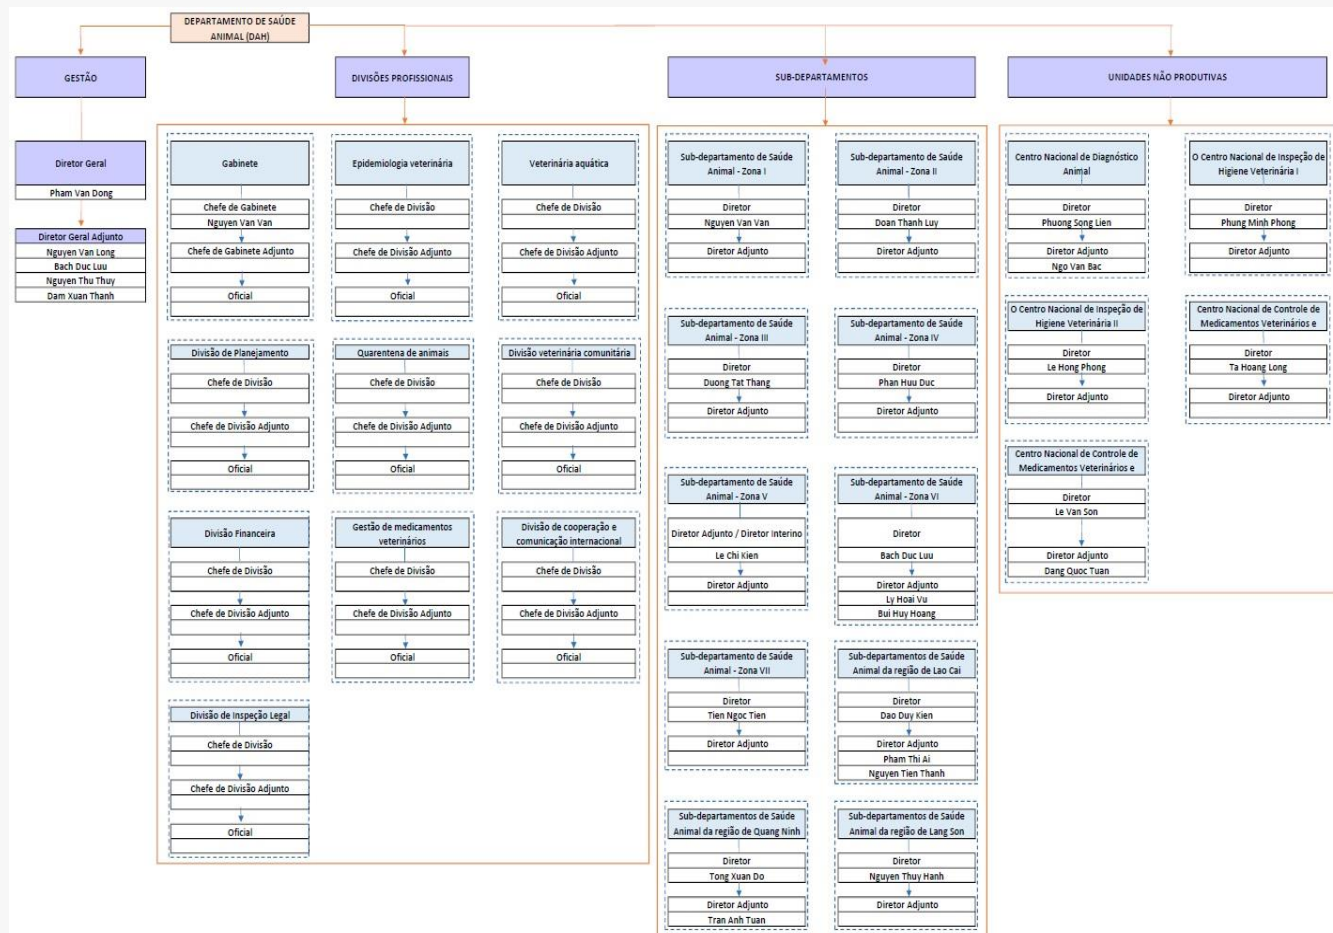 DEPARTAMENTO DE SAÚDE
ANIMAL (DAH)
GESTÃO
Diretor Geral
Pham Van Dong
Diretor Geral Adjunto
Nguyen Van Long
Bach Duc Luu
Nguyen Thu Thuy
Dam Xuan Thanh
DIVISÕES PROFISSIONAIS
Gabinete
Chefe de Gabinete
Nguyen Van Van
Chefe de Gabinete Adjunto
Oficial
Epidemiologia veterinária
Chefe de Divisão
Chefe de Divisão Adjunto
Oficial
Veterinária aquática
Chefe de Divisão
Chefe de Divisão Adjunto
Oficial
Divisão de Planejamento
Chefe de Divisão
Chefe de Divisão Adjunto
Oficial
Quarentena de animais
Chefe de Divisão
Chefe de Divisão Adjunto
Oficial
Divisão veterinária comunitária
Chefe de Divisão
Chefe de Divisão Adjunto
Oficial
Divisão Financeira
Chefe de Divisão
Chefe de Divisão Adjunto
Oficial
Gestão de medicamentos
veterinários
Chefe de Divisão
Chefe de Divisão Adjunto
Oficial
Divisão de cooperação e
comunicação internacional
Chefe de Divisão
Chefe de Divisão Adjunto
Oficial
Divisão de Inspeção Legal
Chefe de Divisão
Chefe de Divisão Adjunto
Oficial
SUB-DEPARTAMENTOS
Sub-departamento de Saúde
Animal - Zona I
Diretor
Nguyen Van Van
Diretor Adjunto
Sub-departamento de Saúde
Animal - Zona II
Diretor
Doan Thanh Luy
Diretor Adjunto
Sub-departamento de Saúde
Animal - Zona III
Diretor
Duong Tat Thang
Diretor Adjunto
Sub-departamento de Saúde
Animal - Zona IV
Diretor
Phan Huu Duc
Diretor Adjunto
Sub-departamento de Saúde
Animal - Zona V
Diretor Adjunto / Diretor Interino
Le Chi Kien
Diretor Adjunto
Sub-departamento de Saúde
Animal - Zona VI
Diretor
Bach Duc Luu
Diretor Adjunto
Ly Hoai Vu
Bui Huy Hoang
Sub-departamento de Saúde
Animal - Zona VII
Diretor
Tien Ngoc Tien
Diretor Adjunto
Sub-departamentos de Saúde
Animal da região de Lao Cai
Diretor
Dao Duy Kien
Diretor Adjunto
Pham Thi Ai
Nguyen Tien Thanh
Sub-departamentos de Saúde
Animal da região de Quang Ninh
Diretor
Tong Xuan Do
Diretor Adjunto
Tran Anh Tuan
Sub-departamentos de Saúde
Animal da região de Lang Son
Diretor
Nguyen Thuy Hanh
Diretor Adjunto
UNIDADES NÃO PRODUTIVAS
Centro Nacional de Diagnóstico
Animal
Diretor
Phuong Song Lien
Diretor Adjunto
Ngo Van Bac
O Centro Nacional de Inspeção de
Higiene Veterinária I
Diretor
Phung Minh Phong
Diretor Adjunto
O Centro Nacional de Inspeção de
Higiene Veterinária II
Diretor
Le Hong Phong
Diretor Adjunto
Centro Nacional de Controle de
Medicamentos Veterinários e
Diretor
Ta Hoang Long
Diretor Adjunto
Centro Nacional de Controle de
Medicamentos Veterinários e
Diretor
Le Van Son
Diretor Adjunto
Dang Quoc Tuan